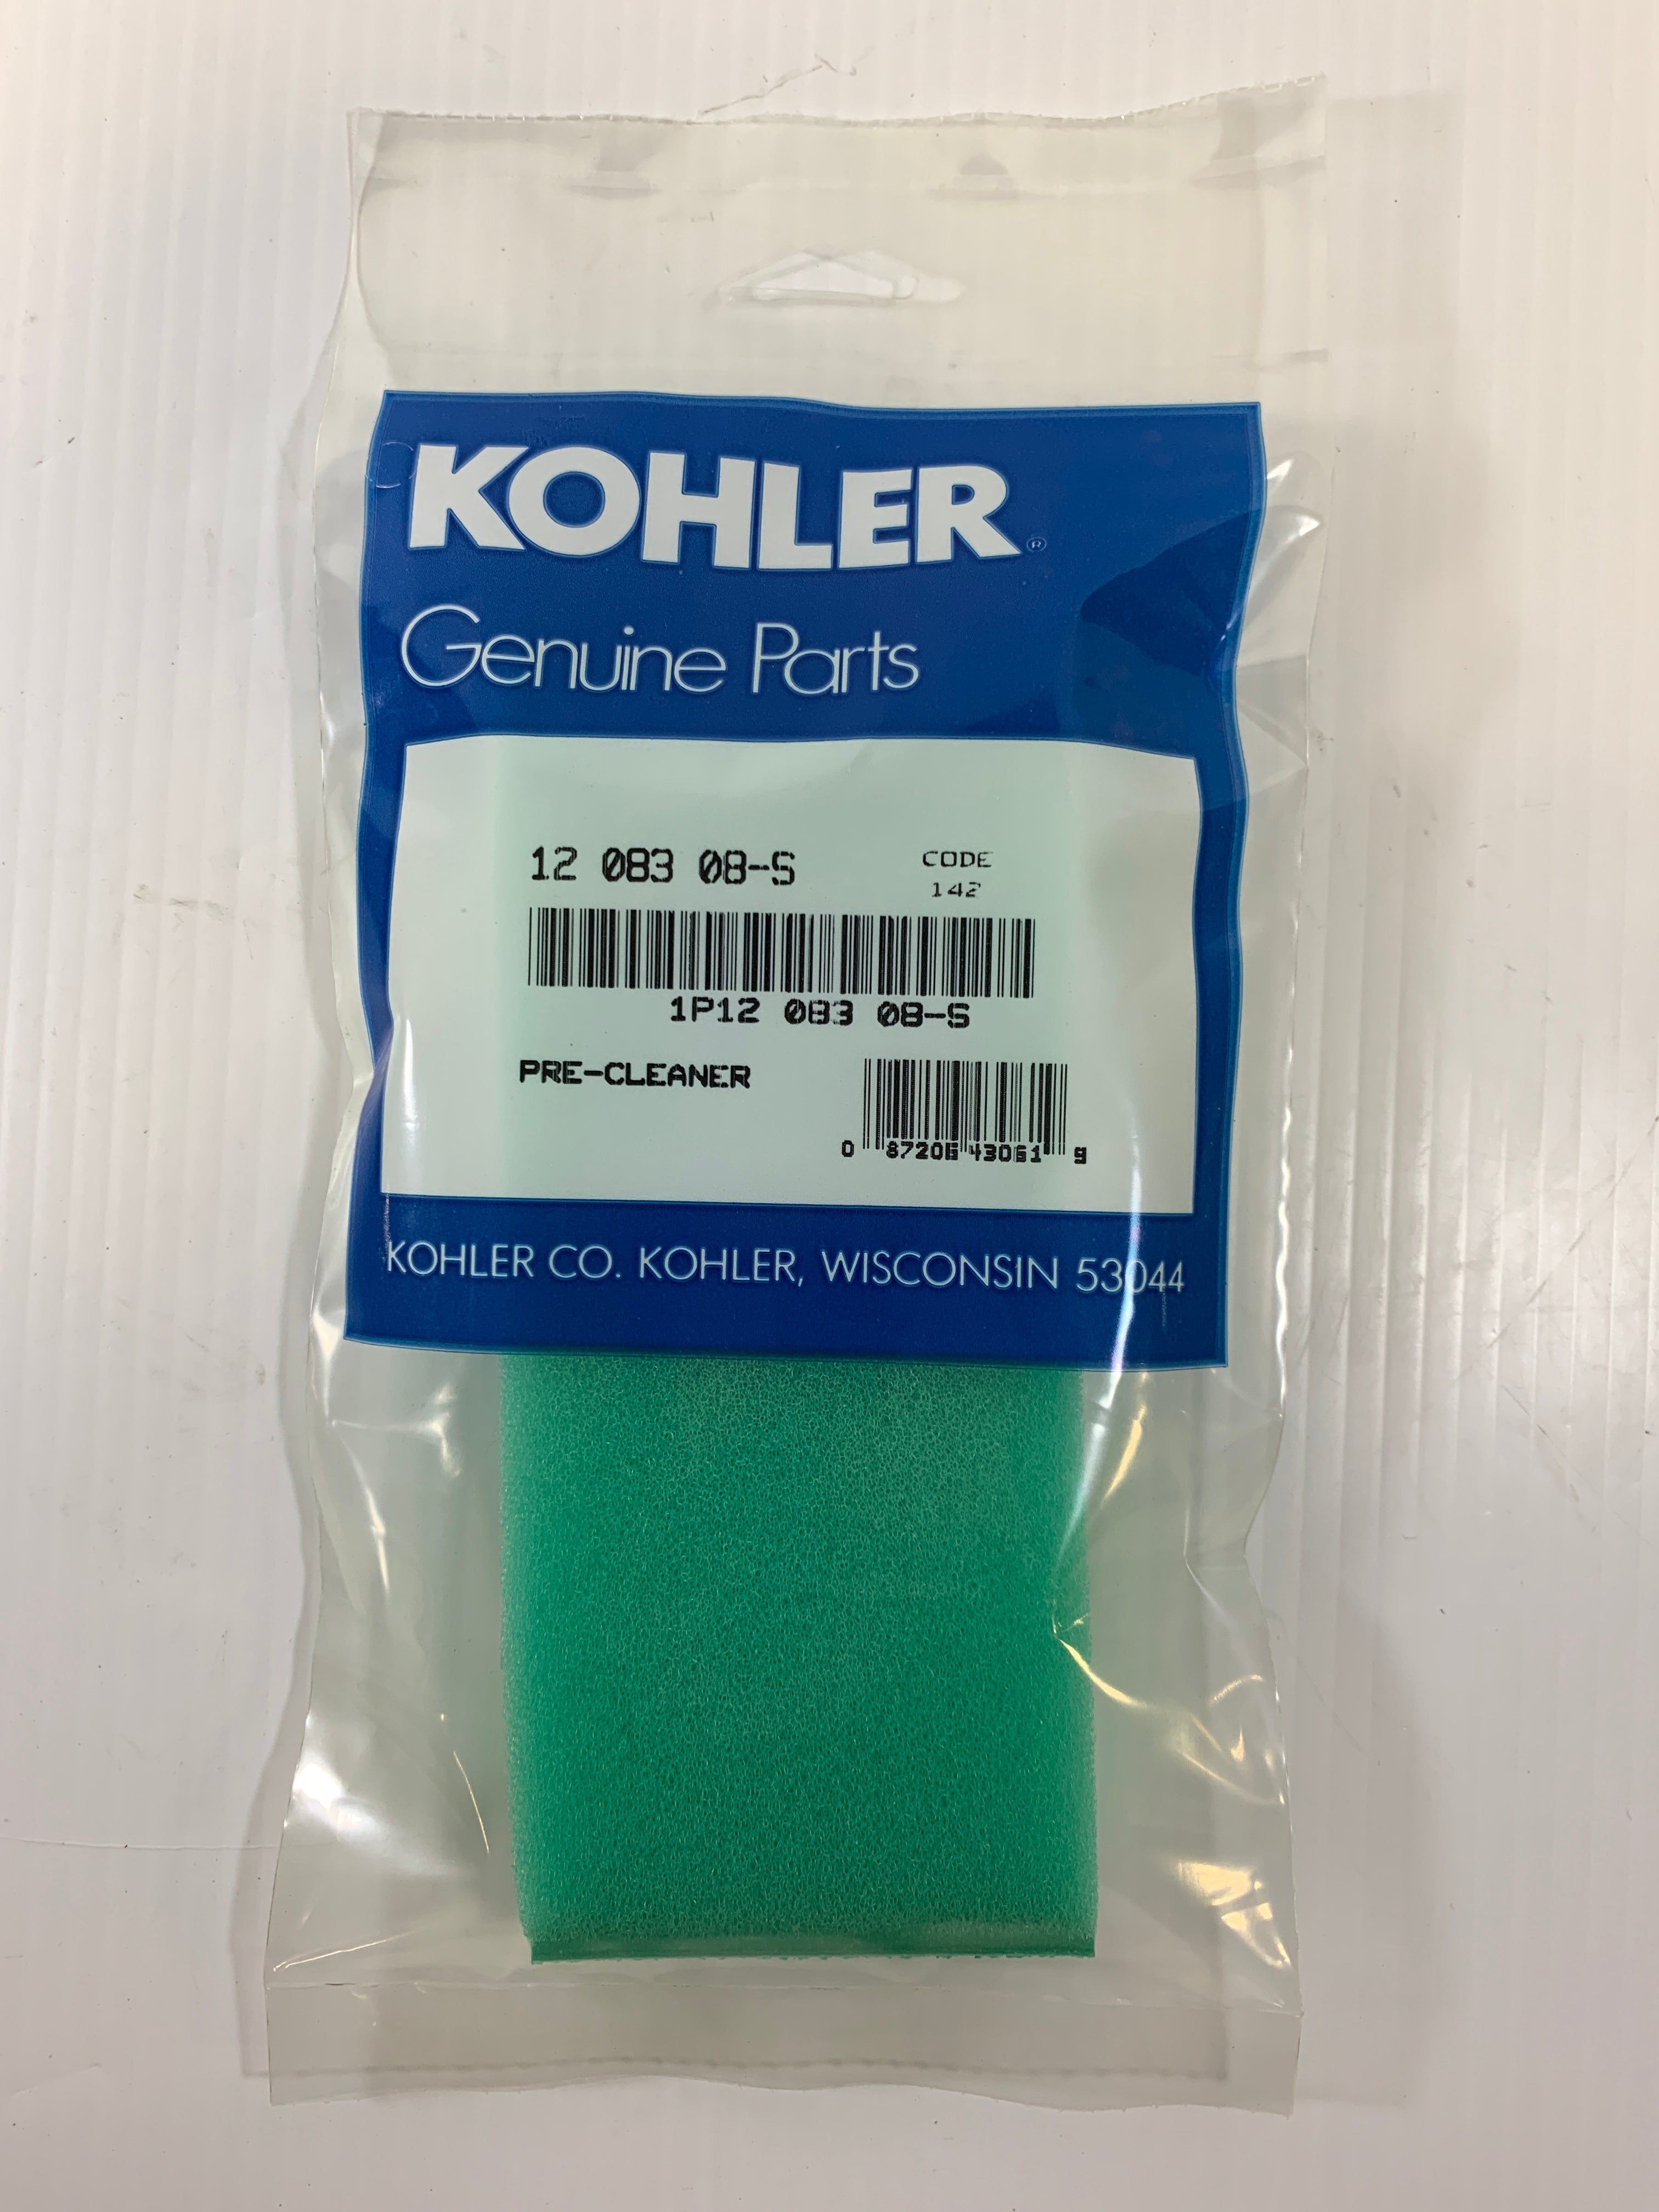 KOHLER®
Genuine Parts
12 083 08-S
CODE
142
1P12 083 08-S
PRE-CLEANER
0 87206 43061 9
KOHLER CO. KOHLER, WISCONSIN 53044